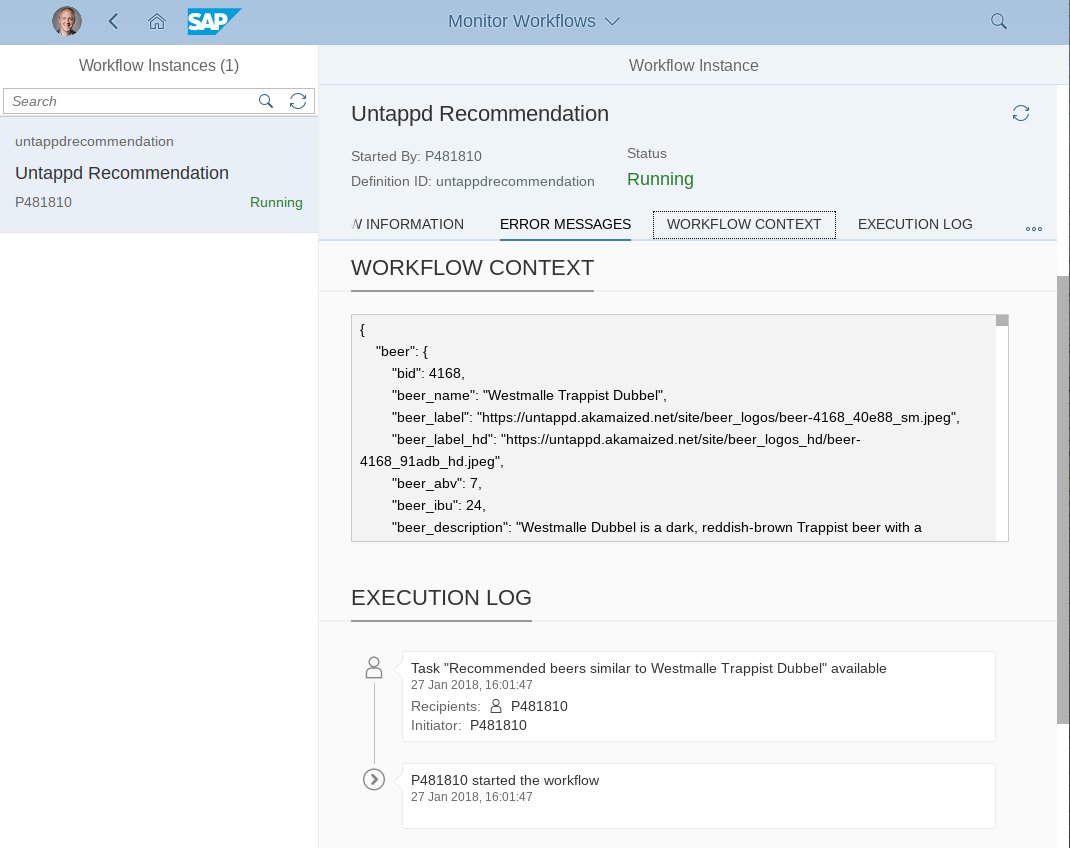 SAP
Monitor Workflows
Workflow Instances (1)
Workflow Instance
Search
untappdrecommendation
Untappd Recommendation
P481810
Running
Untappd Recommendation
Started By: P481810
Definition ID: untappdrecommendation
Status
Running
W INFORMATION
ERROR MESSAGES
WORKFLOW CONTEXT
EXECUTION LOG
WORKFLOW CONTEXT
{
"beer": {
"bid": 4168,
"beer_name": "Westmalle Trappist Dubbel",
"beer_label": "https://untappd.akamaized.net/site/beer_logos/beer-4168_40e88_sm.jpeg",
"beer_label_hd": "https://untappd.akamaized.net/site/beer_logos_hd/beer-
4168_91adb_hd.jpeg",
"beer_abv": 7,
"beer_ibu": 24,
"beer_description": "Westmalle Dubbel is a dark, reddish-brown Trappist beer with a
EXECUTION LOG
Task "Recommended beers similar to Westmalle Trappist Dubbel" available
27 Jan 2018, 16:01:47
Recipients: P481810
Initiator: P481810
P481810 started the workflow
27 Jan 2018, 16:01:47